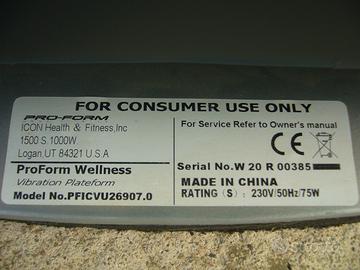 FOR CONSUMER USE ONLY
PRO-FORM
ICON Health & Fitness,Inc
1500 S.1000W.
Logan.UT 84321 U.S.A
ProForm Wellness
Vibration Plateform
Model No.PFICVU26907.0
For Service Refer to Owner's manual
CE
Serial No.W 20 R 00385
MADE IN CHINA
RATING (S): 230V/50Hz/75W
subito